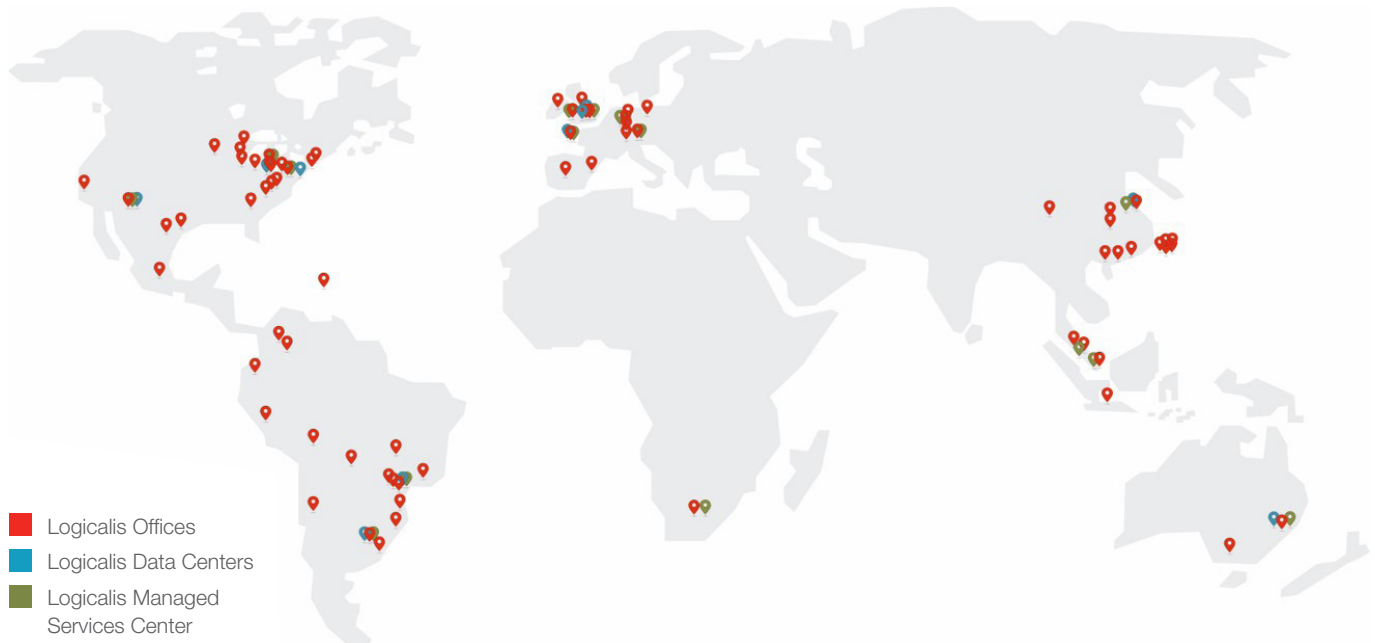 Logicalis Offices
Logicalis Data Centers
Logicalis Managed
Services Center